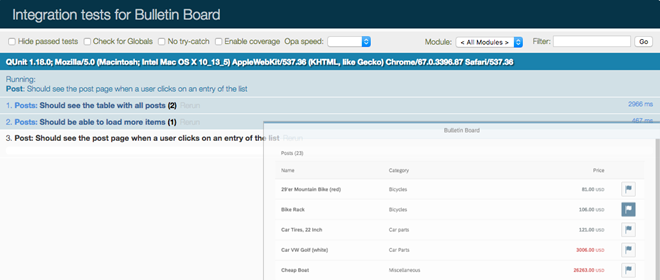 Integration tests for Bulletin Board
Hide passed tests Check for Globals No try-catch Enable coverage Opa speed: Module: < All Modules > Filter: Go
QUnit 1.18.0; Mozilla/5.0 (Macintosh; Intel Mac OS X 10_13_5) AppleWebKit/537.36 (KHTML, like Gecko) Chrome/67.0.3396.87 Safari/537.36
Running:
Post: Should see the post page when a user clicks on an entry of the list
1. Posts: Should see the table with all posts (2) Rerun 2966 ms
2. Posts: Should be able to load more items (1) Rerun 467 ms
3. Post: Should see the post page when a user clicks on an entry of the list Rerun
Bulletin Board
Posts (23)
Name Category Price
29'er Mountain Bike (red) Bicycles 81.00 USD
Bike Rack Bicycles 106.00 USD
Car Tires, 22 Inch Car parts 121.00 USD
Car VW Golf (white) Car Parts 3006.00 USD
Cheap Boat Miscellaneous 26263.00 USD